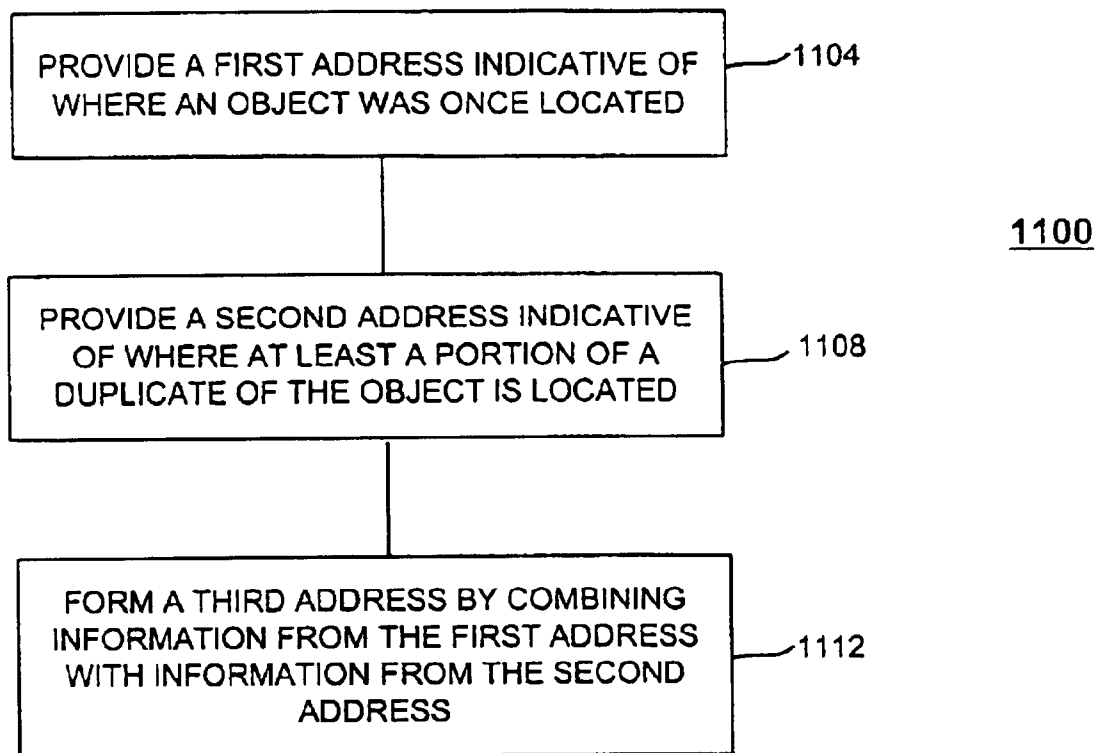 PROVIDE A FIRST ADDRESS INDICATIVE OF
WHERE AN OBJECT WAS ONCE LOCATED
1104
1100
PROVIDE A SECOND ADDRESS INDICATIVE
OF WHERE AT LEAST A PORTION OF A
DUPLICATE OF THE OBJECT IS LOCATED
1108
FORM A THIRD ADDRESS BY COMBINING
INFORMATION FROM THE FIRST ADDRESS
WITH INFORMATION FROM THE SECOND
ADDRESS
1112